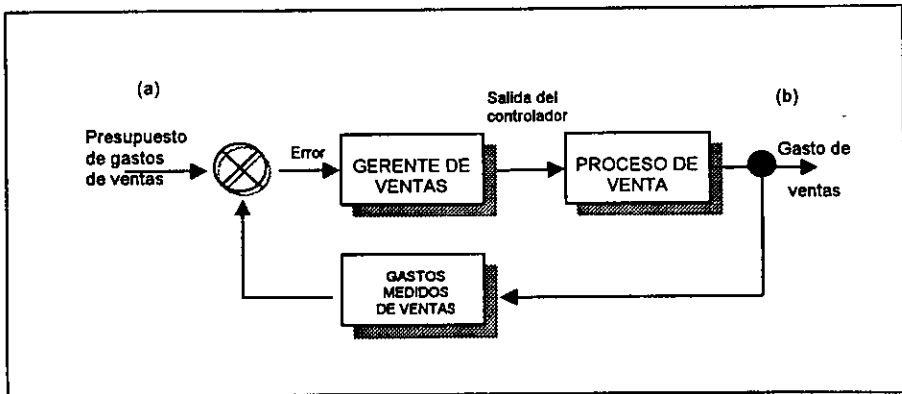 (a)
Presupuesto
de gastos
de ventas
Error
GERENTE DE
VENTAS
Salida del
controlador
PROCESO DE
VENTA
(b)
Gasto de
ventas
GASTOS
MEDIDOS
DE VENTAS